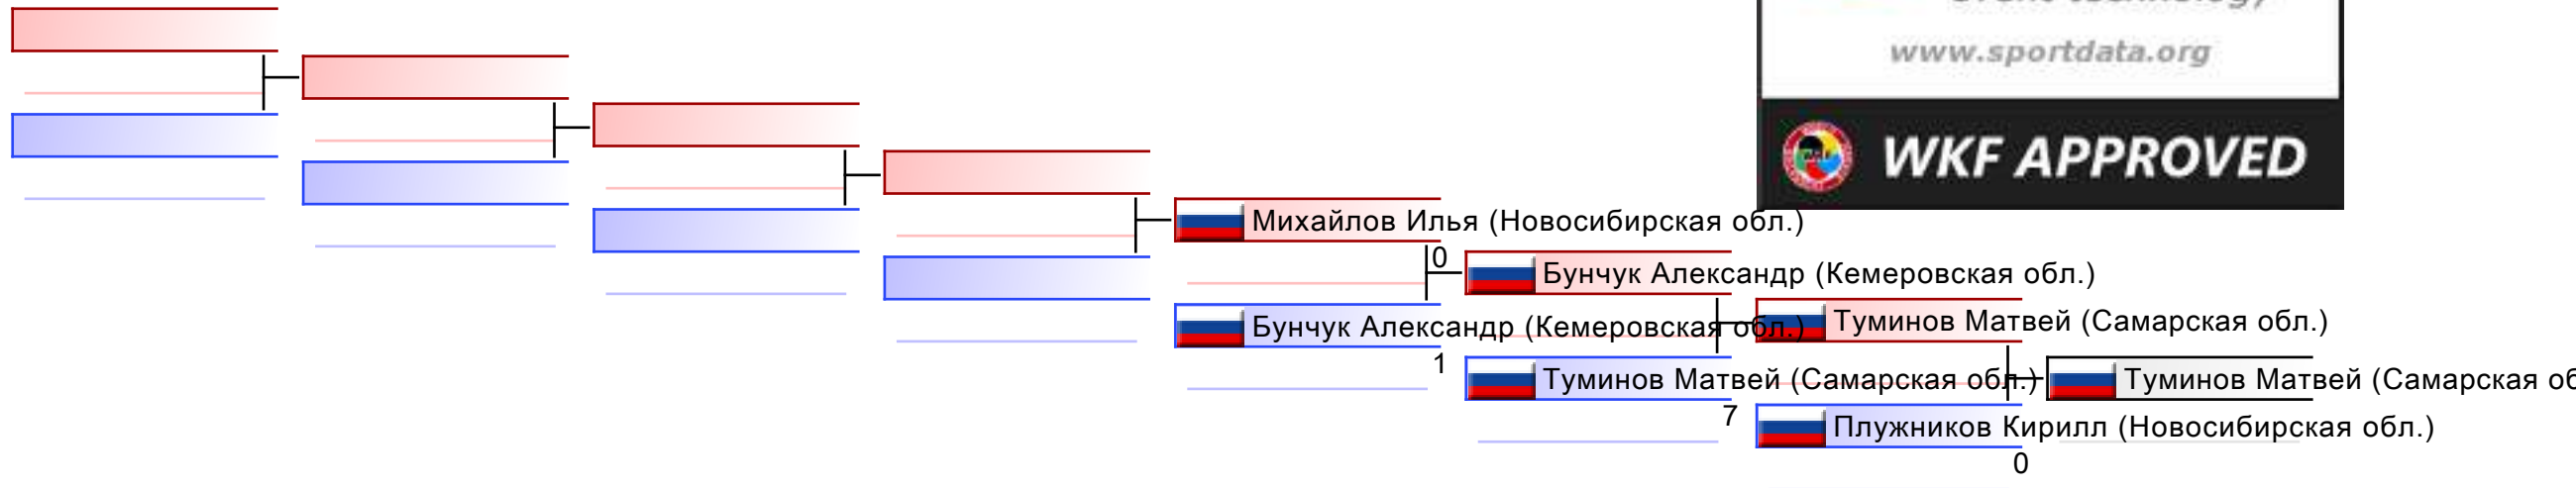 www.sportdata.org
WKF APPROVED
Михайлов Илья (Новосибирская обл.)
0
Бунчук Александр (Кемеровская обл.)
Бунчук Александр (Кемеровская обл.)
1
Туминов Матвей (Самарская обл.)
Туминов Матвей (Самарская обл.)
7
Туминов Матвей (Самарская об
Плужников Кирилл (Новосибирская обл.)
0